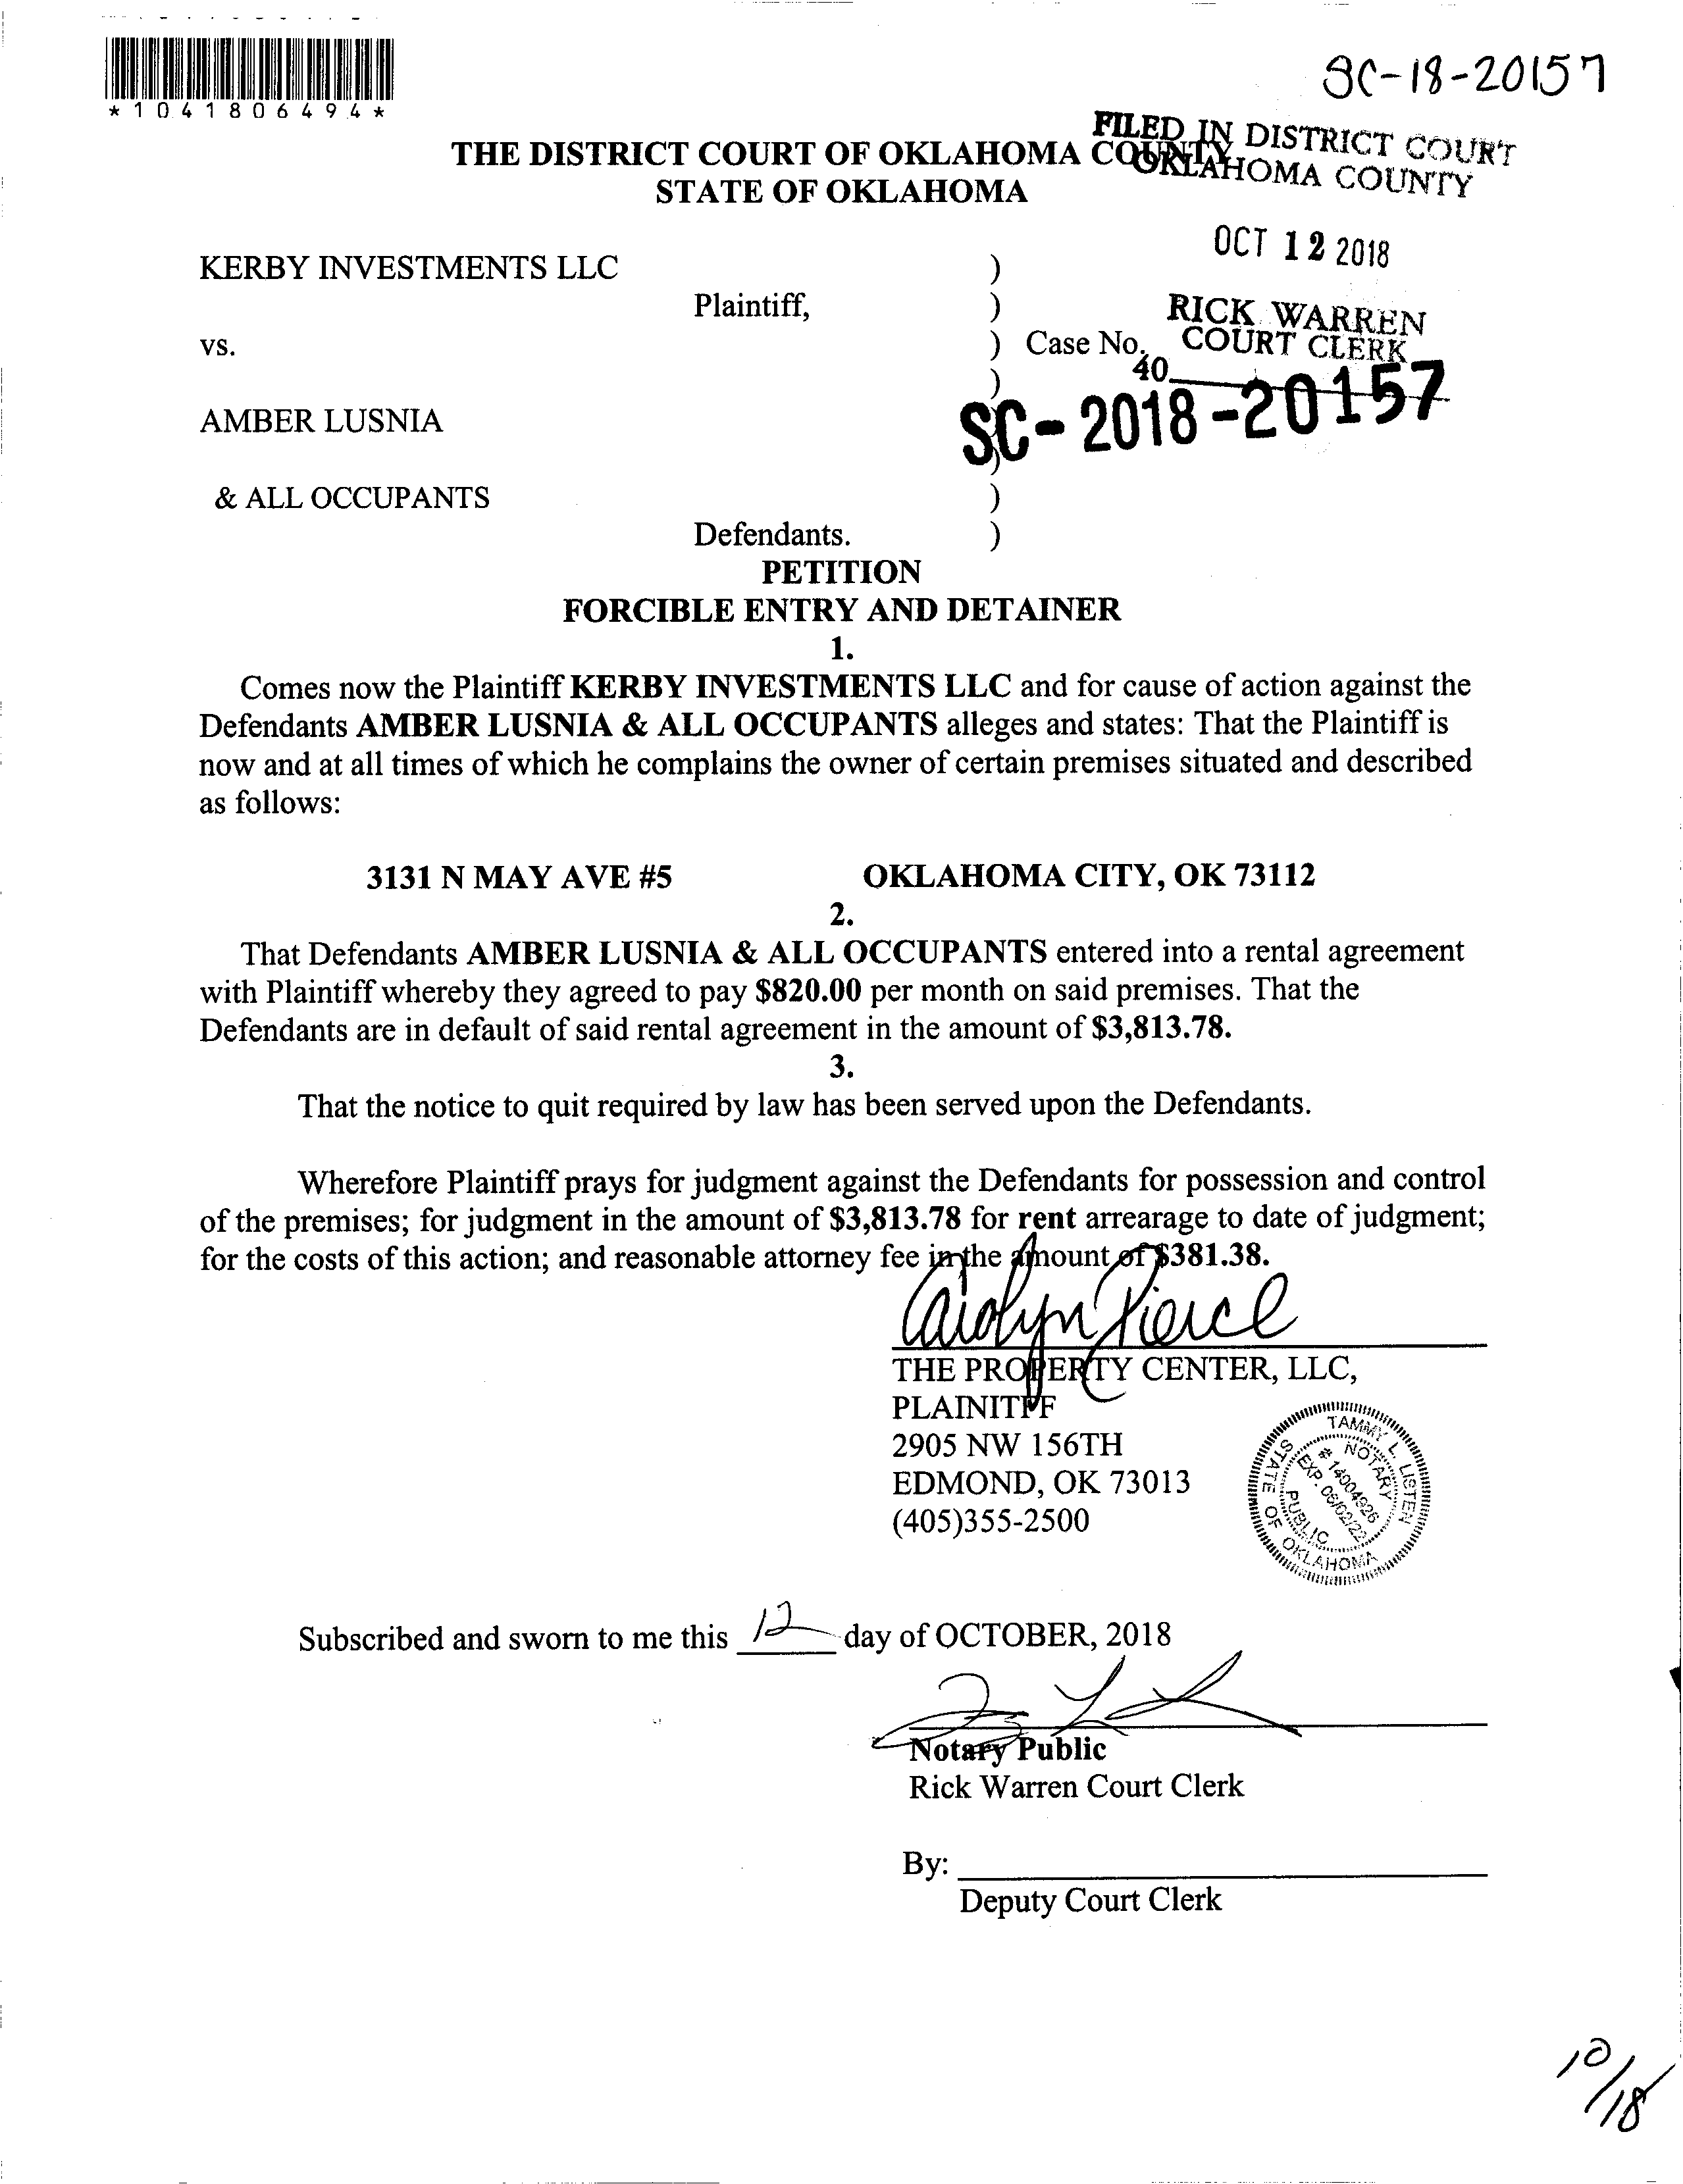 *1041806494*
SC-18-20157
FILED IN DISTRICT COURT
OKLAHOMA COUNTY
THE DISTRICT COURT OF OKLAHOMA COUNTY
STATE OF OKLAHOMA
OCT 12 2018
KERBY INVESTMENTS LLC )
Plaintiff, )
RICK WARREN
COURT CLERK
vs. ) Case No.
40
)
SC-2018-20157
AMBER LUSNIA
)
& ALL OCCUPANTS )
Defendants. )
PETITION
FORCIBLE ENTRY AND DETAINER
1.
Comes now the Plaintiff KERBY INVESTMENTS LLC and for cause of action against the
Defendants AMBER LUSNIA & ALL OCCUPANTS alleges and states: That the Plaintiff is
now and at all times of which he complains the owner of certain premises situated and described
as follows:
3131 N MAY AVE #5 OKLAHOMA CITY, OK 73112
2.
That Defendants AMBER LUSNIA & ALL OCCUPANTS entered into a rental agreement
with Plaintiff whereby they agreed to pay $820.00 per month on said premises. That the
Defendants are in default of said rental agreement in the amount of $3,813.78.
3.
That the notice to quit required by law has been served upon the Defendants.
Wherefore Plaintiff prays for judgment against the Defendants for possession and control
of the premises; for judgment in the amount of $3,813.78 for rent arrearage to date of judgment;
for the costs of this action; and reasonable attorney fee in the amount of $381.38.
Carolyn Pierce
THE PROPERTY CENTER, LLC,
PLAINITFF
2905 NW 156TH
EDMOND, OK 73013
(405)355-2500
TAMMY L. LISTEN
NOTARY
# 14004926
EXP. 06/02/22
PUBLIC
STATE OF OKLAHOMA
Subscribed and sworn to me this 12 day of OCTOBER, 2018
Notary Public
Rick Warren Court Clerk
By:
Deputy Court Clerk
10/18